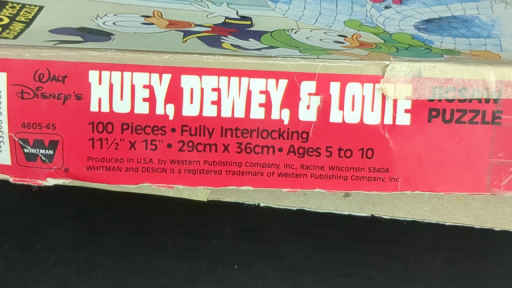 Walt
Disney's
HUEY, DEWEY, & LOUIE
JIGSAW
PUZZLE
4605-45
WHITMAN
100 Pieces • Fully Interlocking
11½" x 15" • 29cm x 36cm • Ages 5 to 10
Produced in U.S.A. by Western Publishing Company, Inc., Racine, Wisconsin 53404
WHITMAN and DESIGN is a registered trademark of Western Publishing Company, Inc